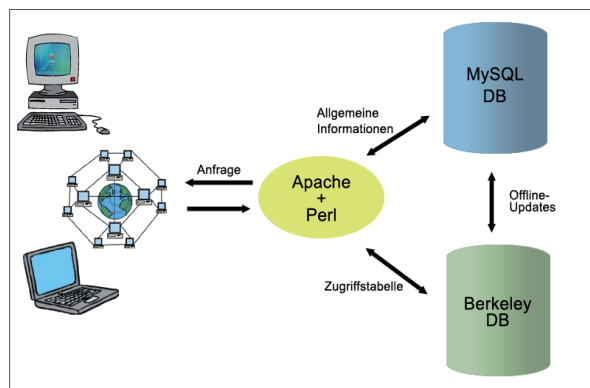 MySQL
DB
Allgemeine
Informationen
Anfrage
Apache
+
Perl
Offline-
Updates
Zugriffstabelle
Berkeley
DB